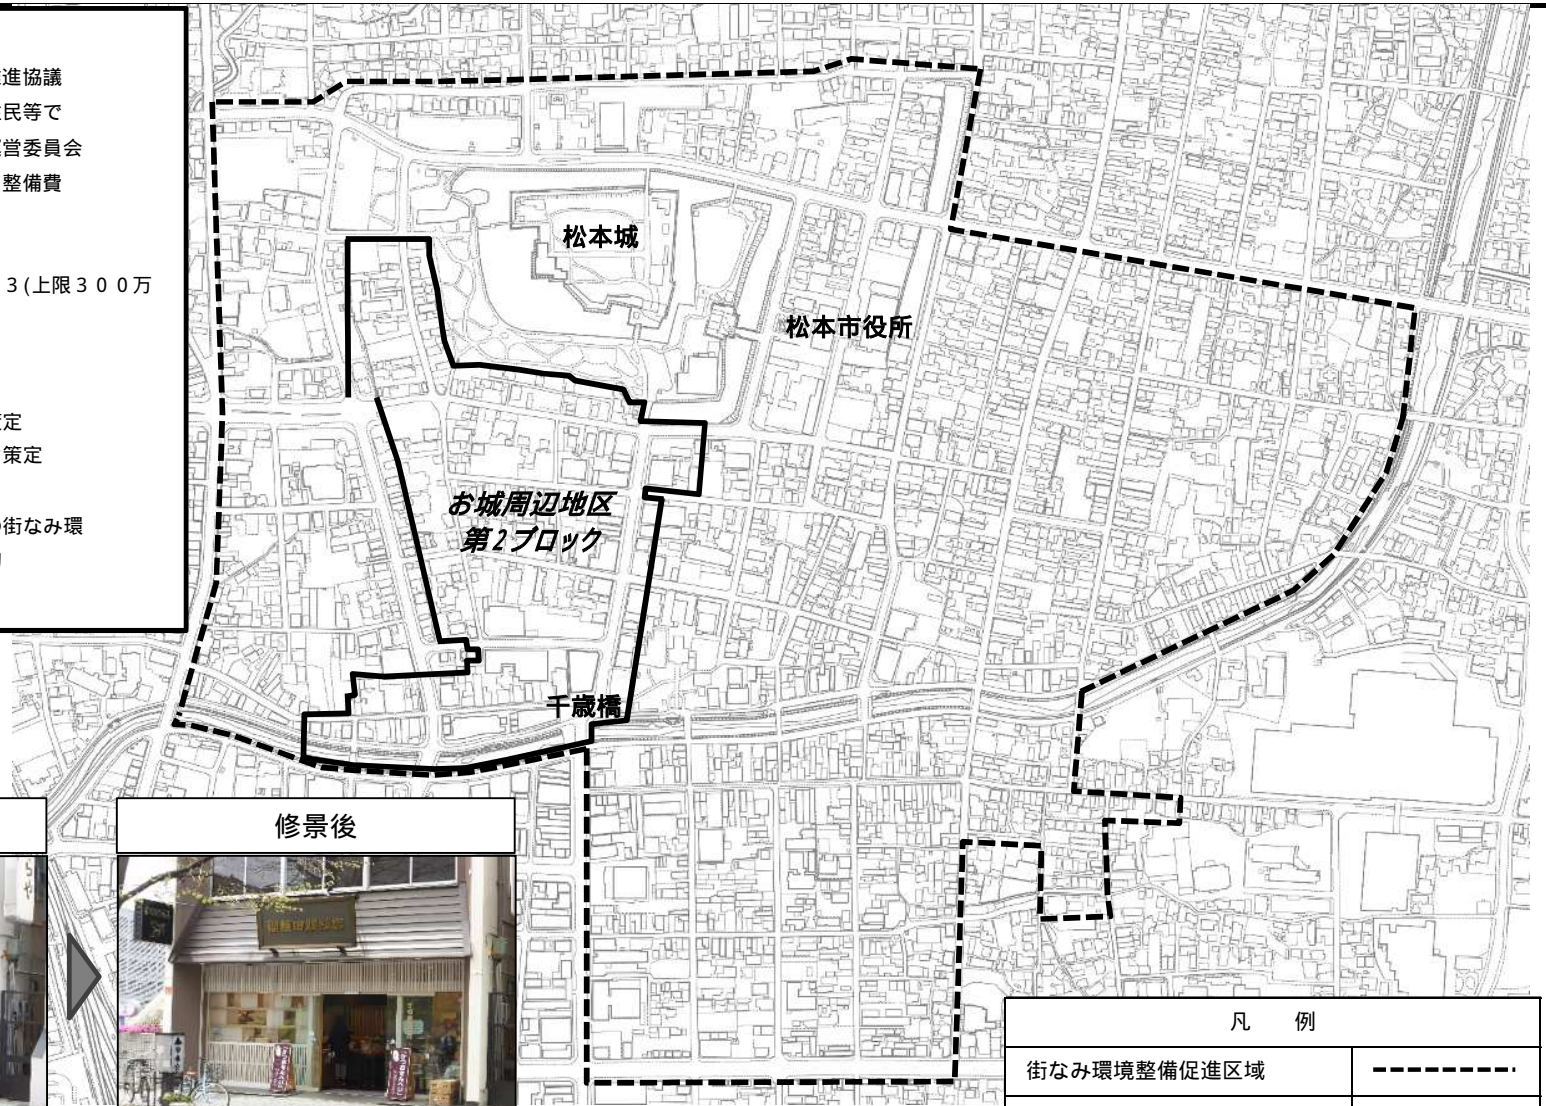 進協議
民等で
営委員会
整備費
３(上限３００万
定
策定
街なみ環
松本城
松本市役所
お城周辺地区
第2ブロック
千歳橋
修景後
凡　例
街なみ環境整備促進区域